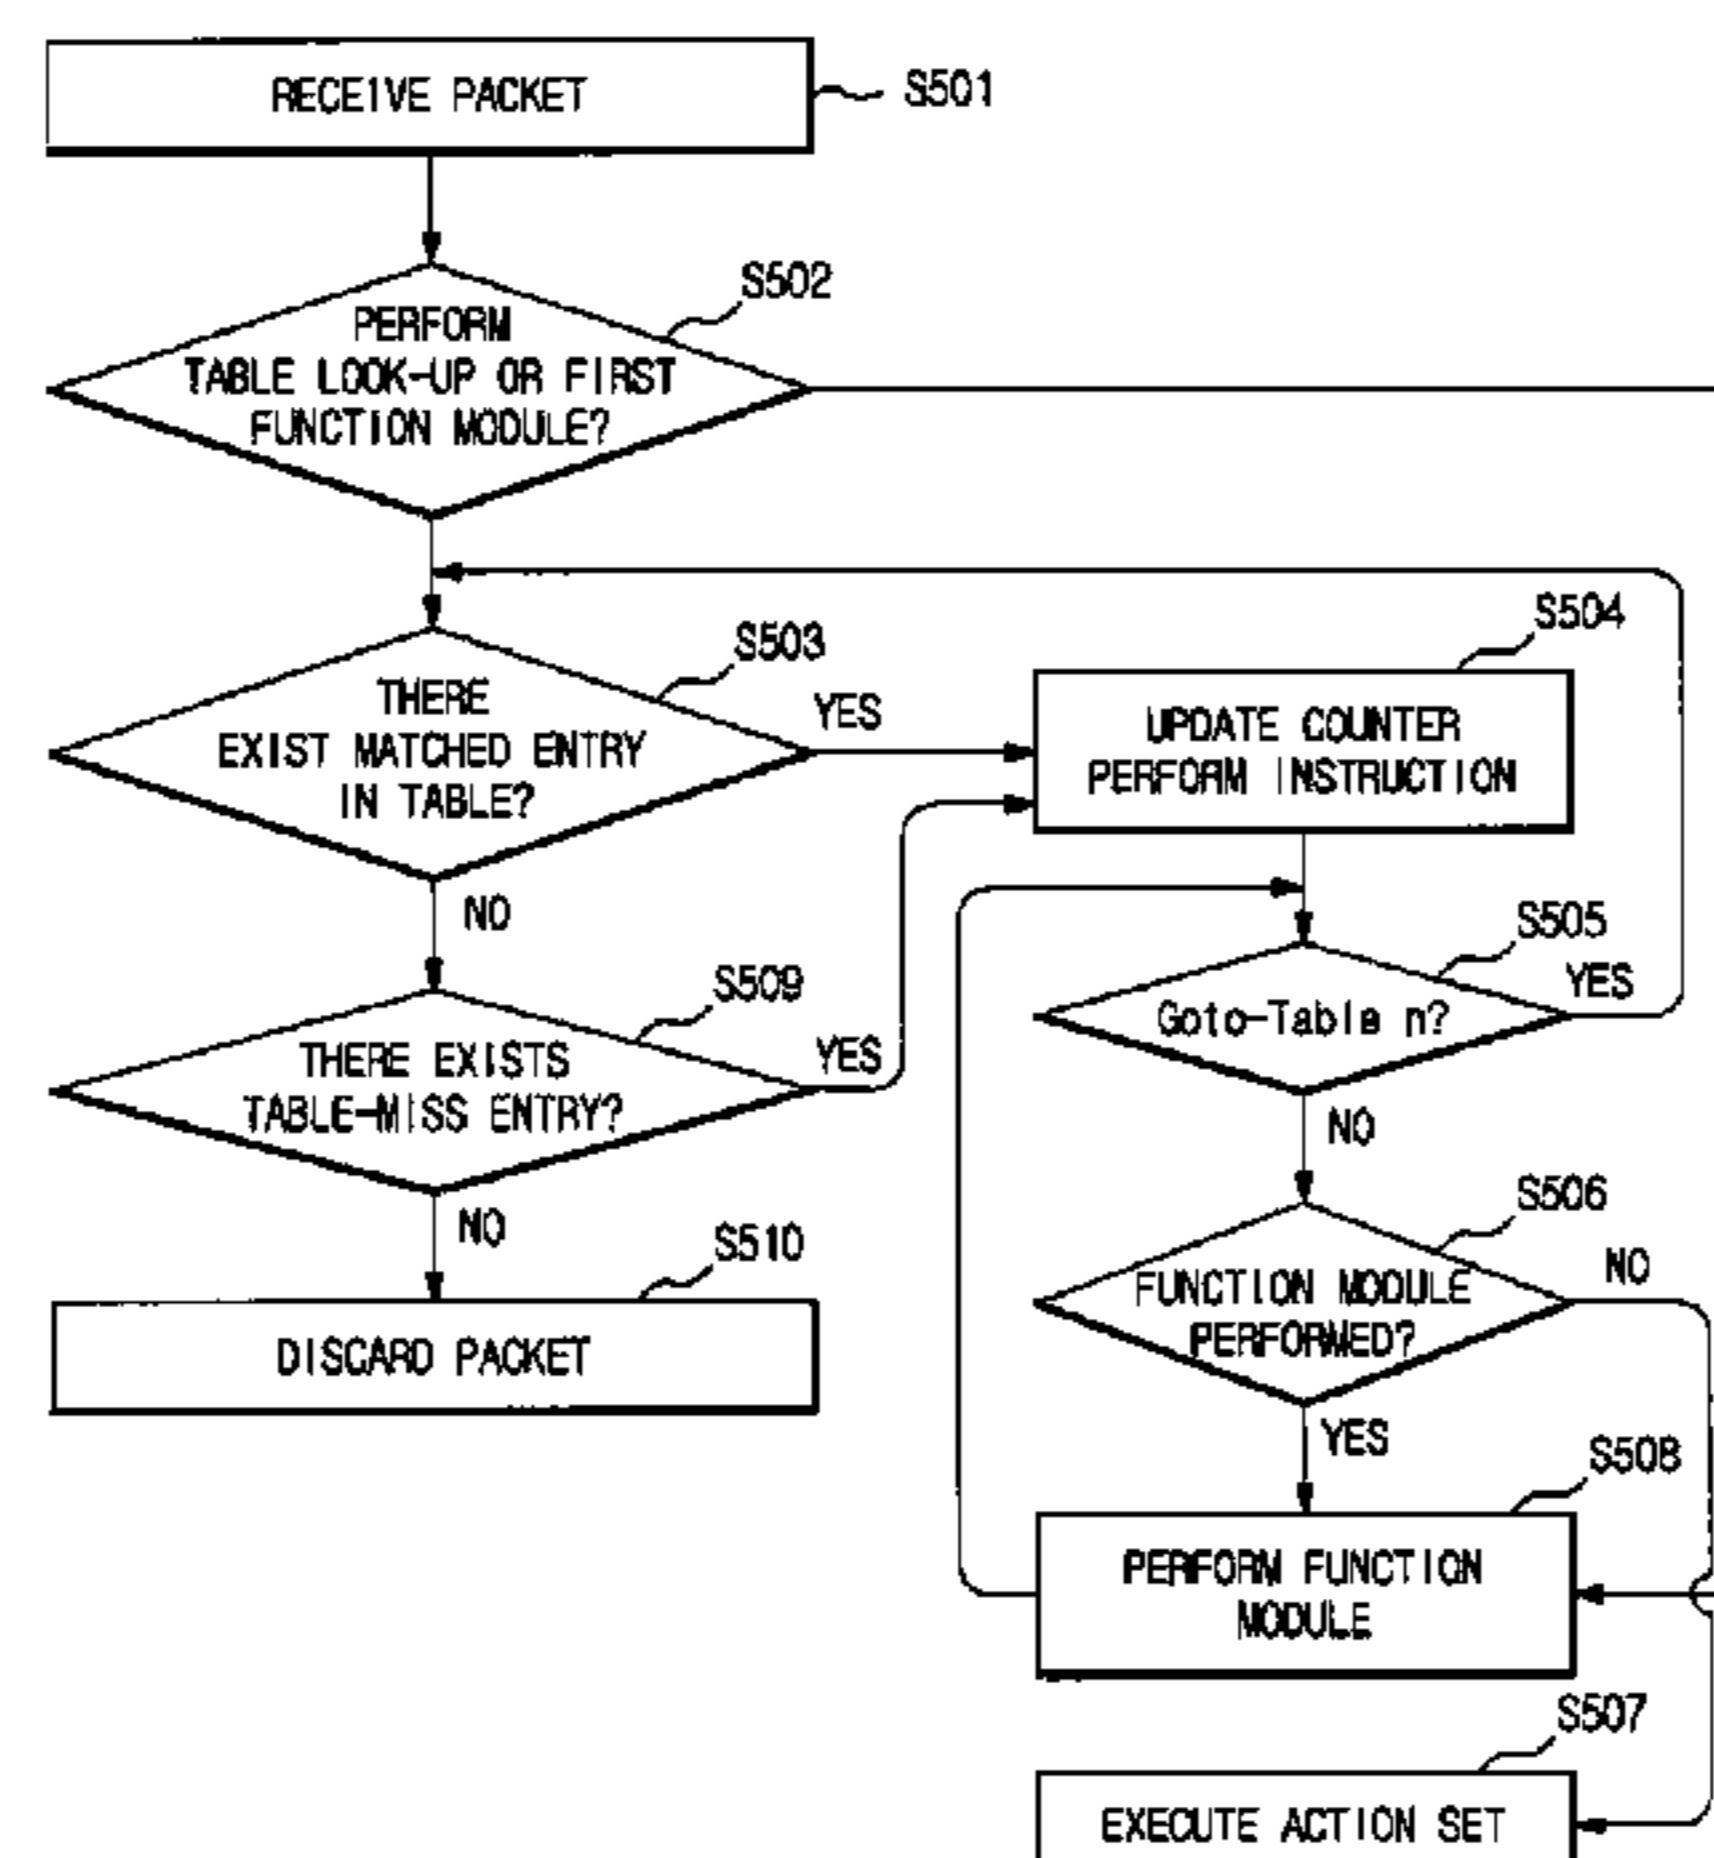 RECEIVE PACKET
S501
S502
PERFORM
TABLE LOOK-UP OR FIRST
FUNCTION MODULE?
S503
THERE
EXIST MATCHED ENTRY
IN TABLE?
YES
NO
S504
UPDATE COUNTER
PERFORM INSTRUCTION
S505
Goto-Table n?
YES
NO
S509
THERE EXISTS
TABLE-MISS ENTRY?
YES
NO
S506
FUNCTION MODULE
PERFORMED?
NO
YES
S510
DISCARD PACKET
S508
PERFORM FUNCTION
MODULE
S507
EXECUTE ACTION SET